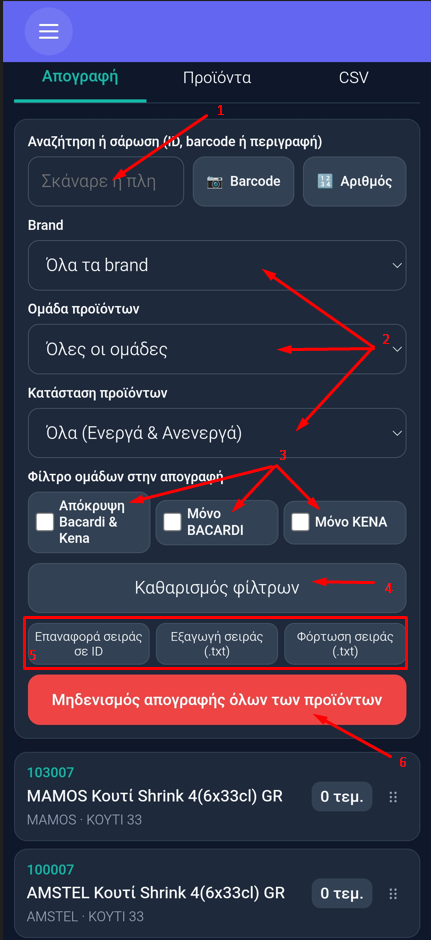 Απογραφή Προϊόντα CSV
1
Αναζήτηση ή σάρωση (ID, barcode ή περιγραφή)
Σκάναρε ή πλη Barcode 1234 Αριθμός
Brand
Όλα τα brand
Ομάδα προϊόντων
2
Όλες οι ομάδες
Κατάσταση προϊόντων
Όλα (Ενεργά & Ανενεργά)
3
Φίλτρο ομάδων στην απογραφή
Απόκρυψη
Bacardi &
Kena
Μόνο
BACARDI
Μόνο KENA
Καθαρισμός φίλτρων
4
Επαναφορά σειράς
σε ID
Εξαγωγή σειράς
(.txt)
Φόρτωση σειράς
(.txt)
5
Μηδενισμός απογραφής όλων των προϊόντων
6
103007
MAMOS Κουτί Shrink 4(6x33cl) GR 0 τεμ.
MAMOS · ΚΟΥΤΙ 33
100007
AMSTEL Κουτί Shrink 4(6x33cl) GR 0 τεμ.
AMSTEL · ΚΟΥΤΙ 33